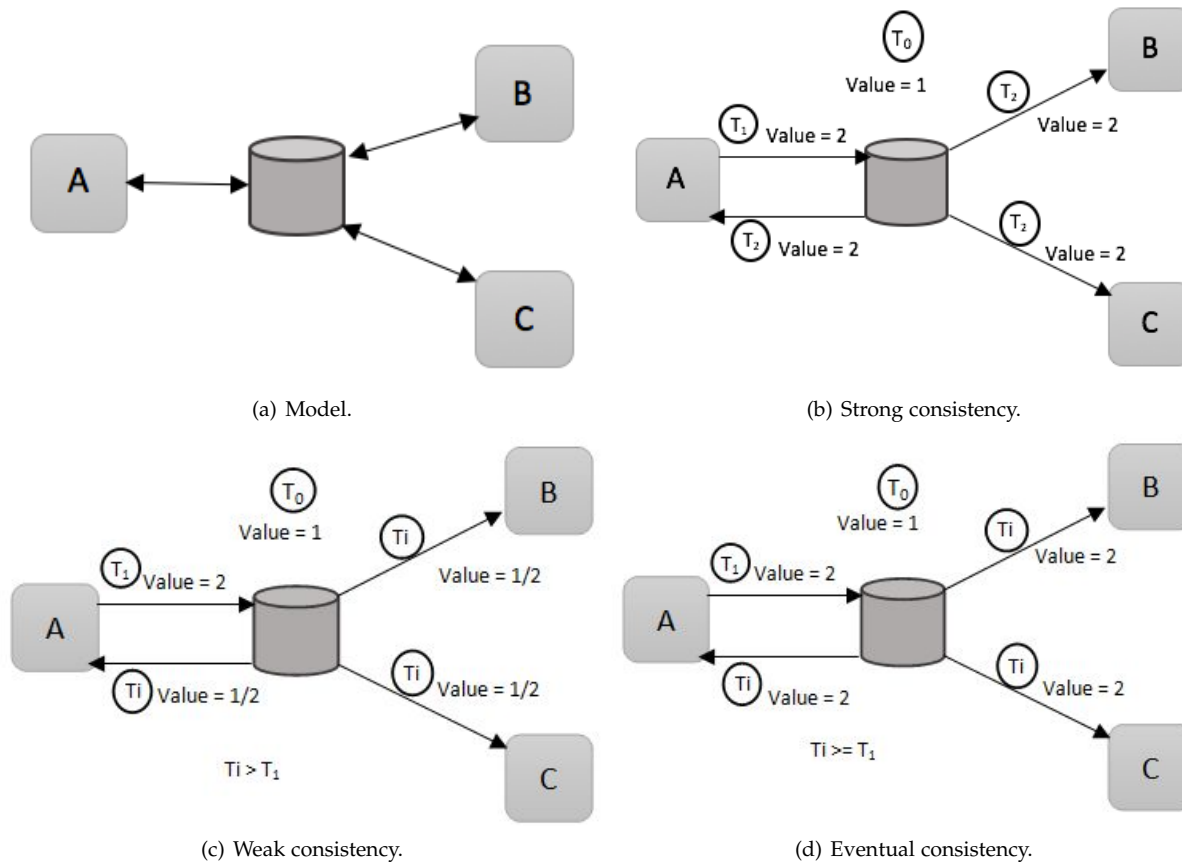 A
B
C
(a) Model.
T₀
Value = 1
T₁ Value = 2
A
T₂ Value = 2
T₂
Value = 2
B
T₂
Value = 2
C
(b) Strong consistency.
T₀
Value = 1
T₁ Value = 2
A
Ti Value = 1/2
Ti
Value = 1/2
B
Ti
Value = 1/2
C
Ti > T₁
(c) Weak consistency.
T₀
Value = 1
T₁ Value = 2
A
Ti Value = 2
Ti
Value = 2
B
Ti
Value = 2
C
Ti >= T₁
(d) Eventual consistency.